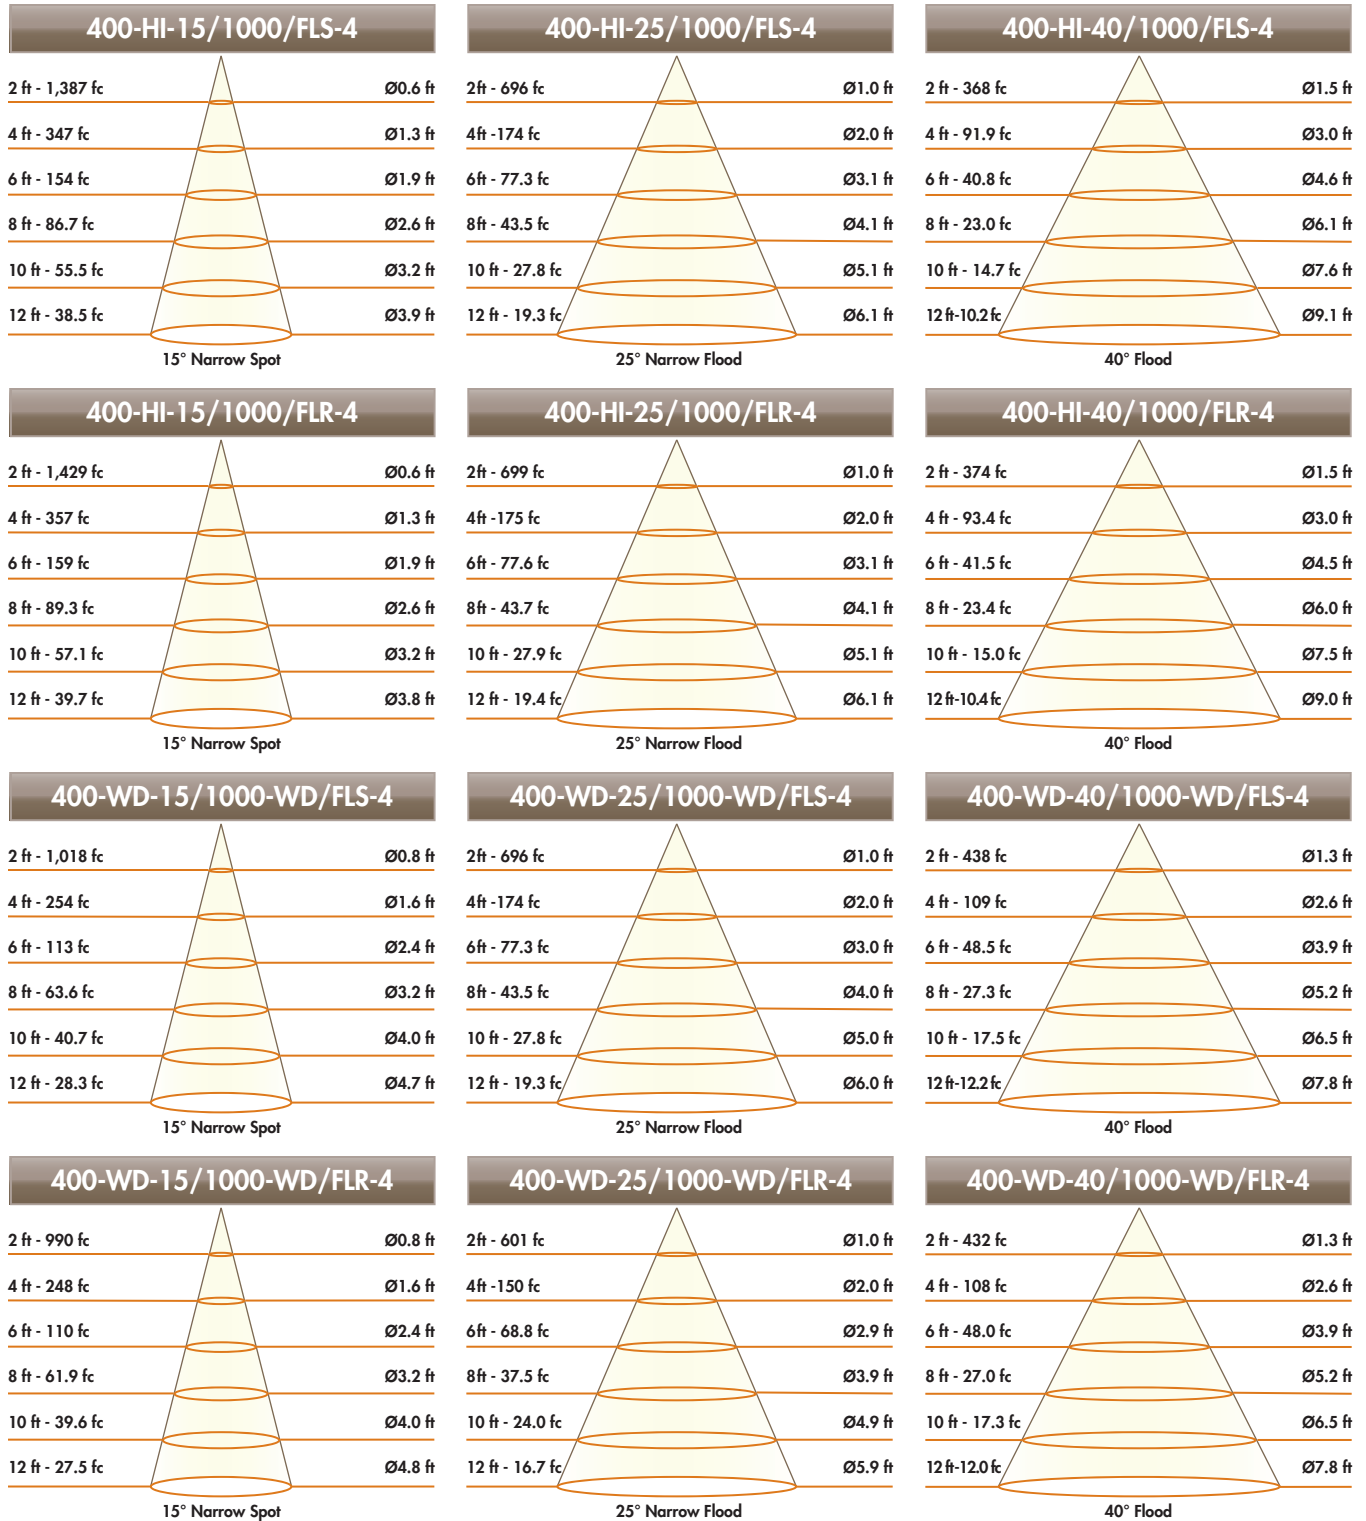 400-HI-15/1000/FLS-4
2 ft - 1,387 fc Ø0.6 ft
4 ft - 347 fc Ø1.3 ft
6 ft - 154 fc Ø1.9 ft
8 ft - 86.7 fc Ø2.6 ft
10 ft - 55.5 fc Ø3.2 ft
12 ft - 38.5 fc Ø3.9 ft
15° Narrow Spot
400-HI-25/1000/FLS-4
2ft - 696 fc Ø1.0 ft
4ft -174 fc Ø2.0 ft
6ft - 77.3 fc Ø3.1 ft
8ft - 43.5 fc Ø4.1 ft
10 ft - 27.8 fc Ø5.1 ft
12 ft - 19.3 fc Ø6.1 ft
25° Narrow Flood
400-HI-40/1000/FLS-4
2 ft - 368 fc Ø1.5 ft
4 ft - 91.9 fc Ø3.0 ft
6 ft - 40.8 fc Ø4.6 ft
8 ft - 23.0 fc Ø6.1 ft
10 ft - 14.7 fc Ø7.6 ft
12 ft-10.2 fc Ø9.1 ft
40° Flood
400-HI-15/1000/FLR-4
2 ft - 1,429 fc Ø0.6 ft
4 ft - 357 fc Ø1.3 ft
6 ft - 159 fc Ø1.9 ft
8 ft - 89.3 fc Ø2.6 ft
10 ft - 57.1 fc Ø3.2 ft
12 ft - 39.7 fc Ø3.8 ft
15° Narrow Spot
400-HI-25/1000/FLR-4
2ft - 699 fc Ø1.0 ft
4ft -175 fc Ø2.0 ft
6ft - 77.6 fc Ø3.1 ft
8ft - 43.7 fc Ø4.1 ft
10 ft - 27.9 fc Ø5.1 ft
12 ft - 19.4 fc Ø6.1 ft
25° Narrow Flood
400-HI-40/1000/FLR-4
2 ft - 374 fc Ø1.5 ft
4 ft - 93.4 fc Ø3.0 ft
6 ft - 41.5 fc Ø4.5 ft
8 ft - 23.4 fc Ø6.0 ft
10 ft - 15.0 fc Ø7.5 ft
12 ft-10.4 fc Ø9.0 ft
40° Flood
400-WD-15/1000-WD/FLS-4
2 ft - 1,018 fc Ø0.8 ft
4 ft - 254 fc Ø1.6 ft
6 ft - 113 fc Ø2.4 ft
8 ft - 63.6 fc Ø3.2 ft
10 ft - 40.7 fc Ø4.0 ft
12 ft - 28.3 fc Ø4.7 ft
15° Narrow Spot
400-WD-25/1000-WD/FLS-4
2ft - 696 fc Ø1.0 ft
4ft -174 fc Ø2.0 ft
6ft - 77.3 fc Ø3.0 ft
8ft - 43.5 fc Ø4.0 ft
10 ft - 27.8 fc Ø5.0 ft
12 ft - 19.3 fc Ø6.0 ft
25° Narrow Flood
400-WD-40/1000-WD/FLS-4
2 ft - 438 fc Ø1.3 ft
4 ft - 109 fc Ø2.6 ft
6 ft - 48.5 fc Ø3.9 ft
8 ft - 27.3 fc Ø5.2 ft
10 ft - 17.5 fc Ø6.5 ft
12 ft-12.2 fc Ø7.8 ft
40° Flood
400-WD-15/1000-WD/FLR-4
2 ft - 990 fc Ø0.8 ft
4 ft - 248 fc Ø1.6 ft
6 ft - 110 fc Ø2.4 ft
8 ft - 61.9 fc Ø3.2 ft
10 ft - 39.6 fc Ø4.0 ft
12 ft - 27.5 fc Ø4.8 ft
15° Narrow Spot
400-WD-25/1000-WD/FLR-4
2ft - 601 fc Ø1.0 ft
4ft -150 fc Ø2.0 ft
6ft - 68.8 fc Ø2.9 ft
8ft - 37.5 fc Ø3.9 ft
10 ft - 24.0 fc Ø4.9 ft
12 ft - 16.7 fc Ø5.9 ft
25° Narrow Flood
400-WD-40/1000-WD/FLR-4
2 ft - 432 fc Ø1.3 ft
4 ft - 108 fc Ø2.6 ft
6 ft - 48.0 fc Ø3.9 ft
8 ft - 27.0 fc Ø5.2 ft
10 ft - 17.3 fc Ø6.5 ft
12 ft-12.0 fc Ø7.8 ft
40° Flood